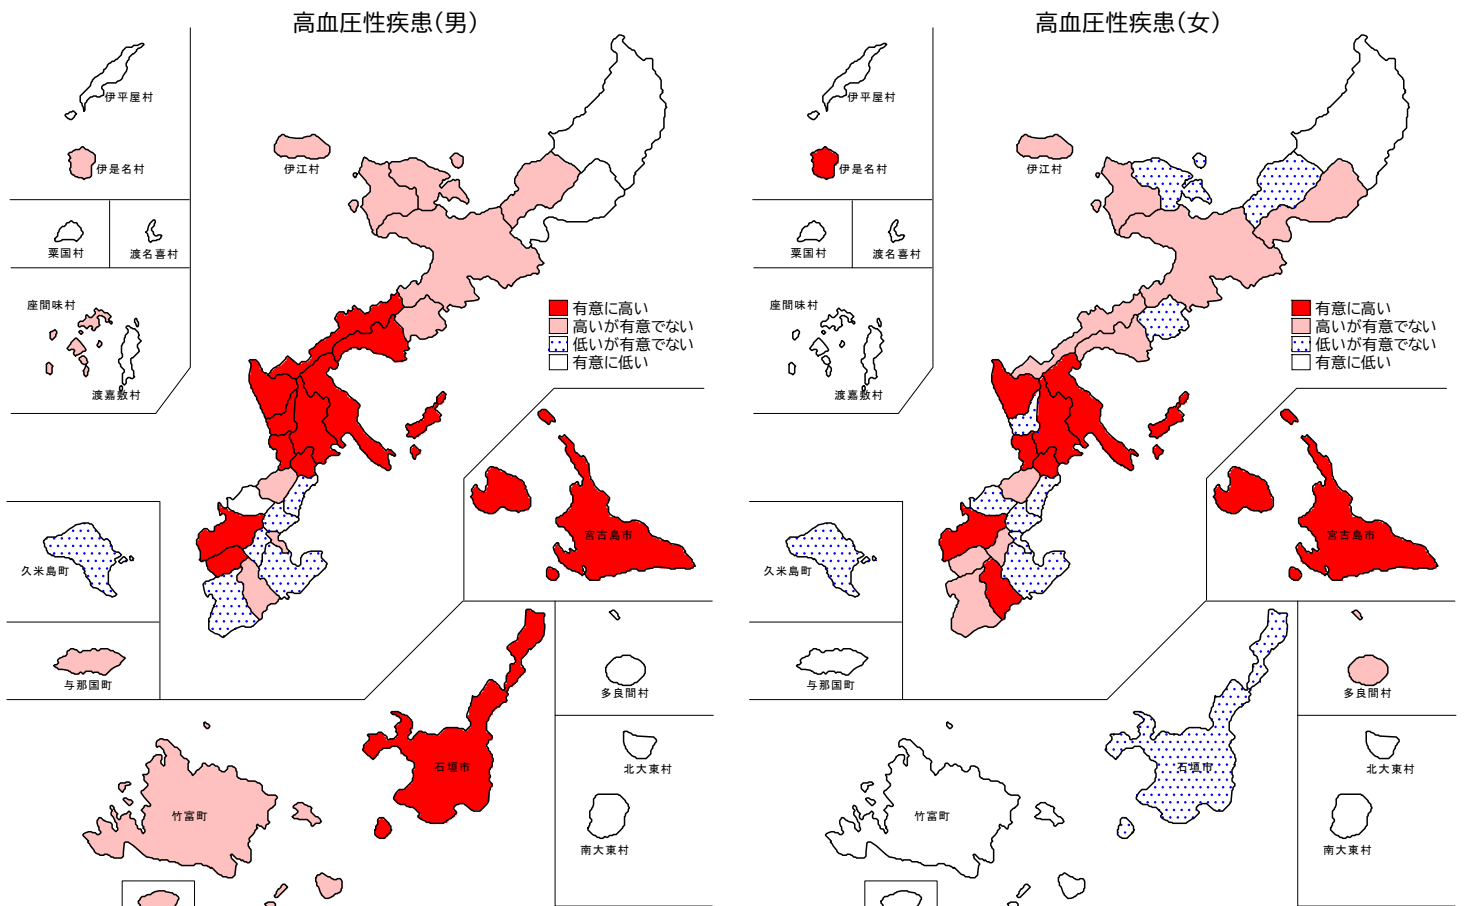 高血圧性疾患(男)
伊平屋村
伊是名村
伊江村
粟国村
渡名喜村
座間味村
渡嘉敷村
有意に高い
高いが有意でない
低いが有意でない
有意に低い
宮古島市
久米島町
与那国町
多良間村
石垣市
北大東村
竹富町
南大東村
高血圧性疾患(女)
伊平屋村
伊是名村
伊江村
粟国村
渡名喜村
座間味村
渡嘉敷村
有意に高い
高いが有意でない
低いが有意でない
有意に低い
宮古島市
久米島町
与那国町
多良間村
石垣市
北大東村
竹富町
南大東村